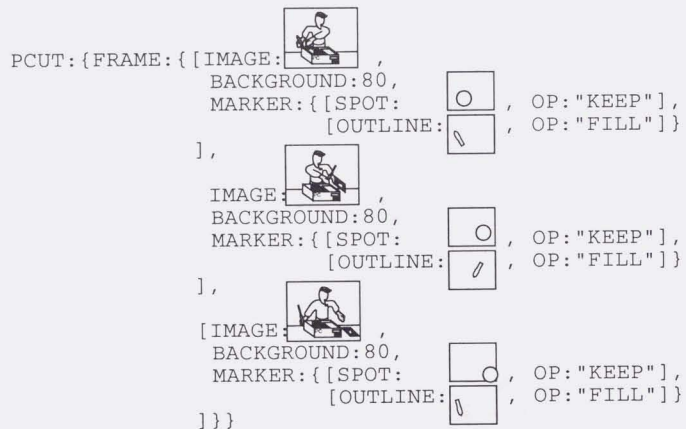 PCUT:{FRAME:{[IMAGE: ,
BACKGROUND:80,
MARKER:{[SPOT: , OP:"KEEP"],
[OUTLINE: , OP:"FILL"]}
],
IMAGE: ,
BACKGROUND:80,
MARKER:{[SPOT: , OP:"KEEP"],
[OUTLINE: , OP:"FILL"]}
],
[IMAGE: ,
BACKGROUND:80,
MARKER:{[SPOT: , OP:"KEEP"],
[OUTLINE: , OP:"FILL"]}
]}}